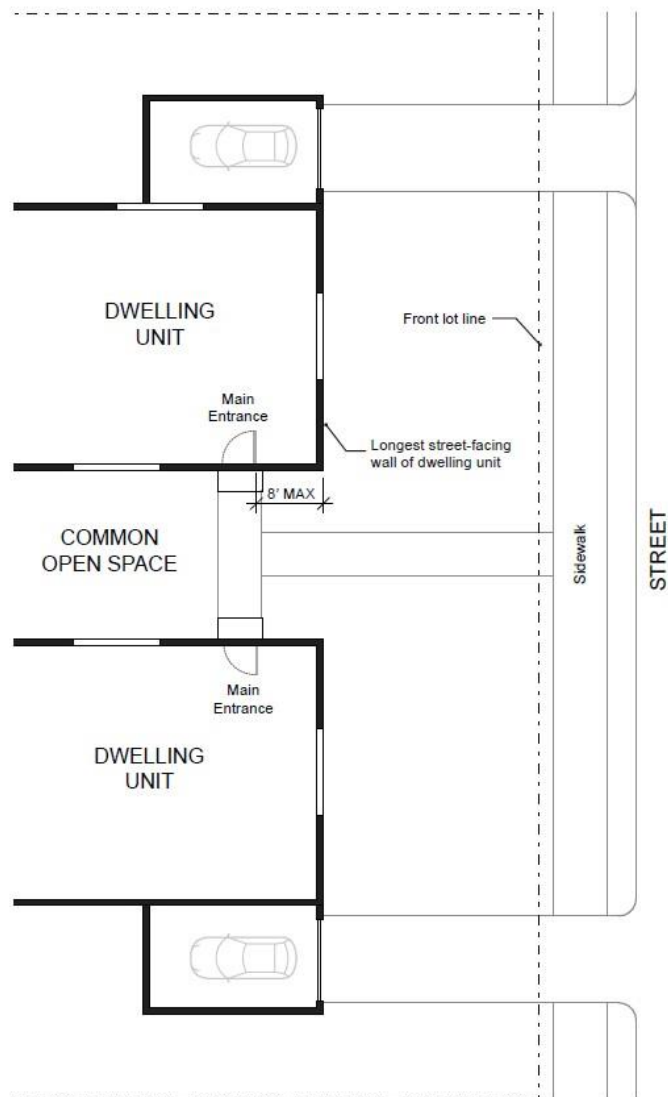 DWELLING
UNIT
Front lot line
Main
Entrance
Longest street-facing
wall of dwelling unit
8' MAX
COMMON
OPEN SPACE
Sidewalk
STREET
Main
Entrance
DWELLING
UNIT